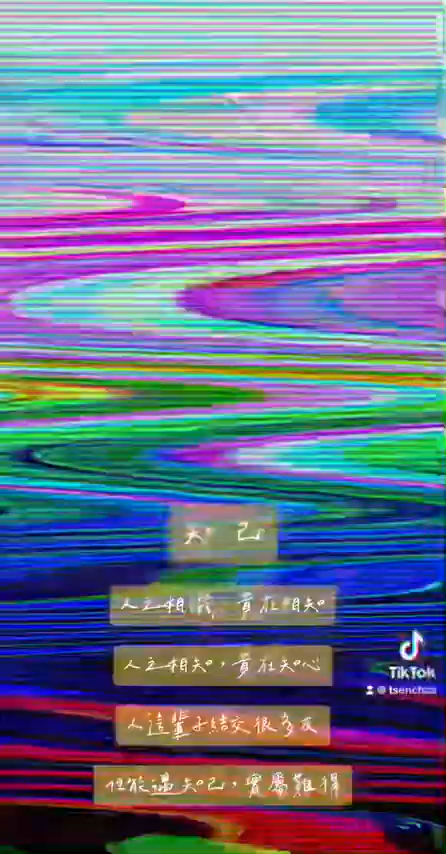 知 己
人之相識，貴在相知
人之相知，貴在知心
人這輩子結交很多友
但能遇知己，實屬難得
TikTok